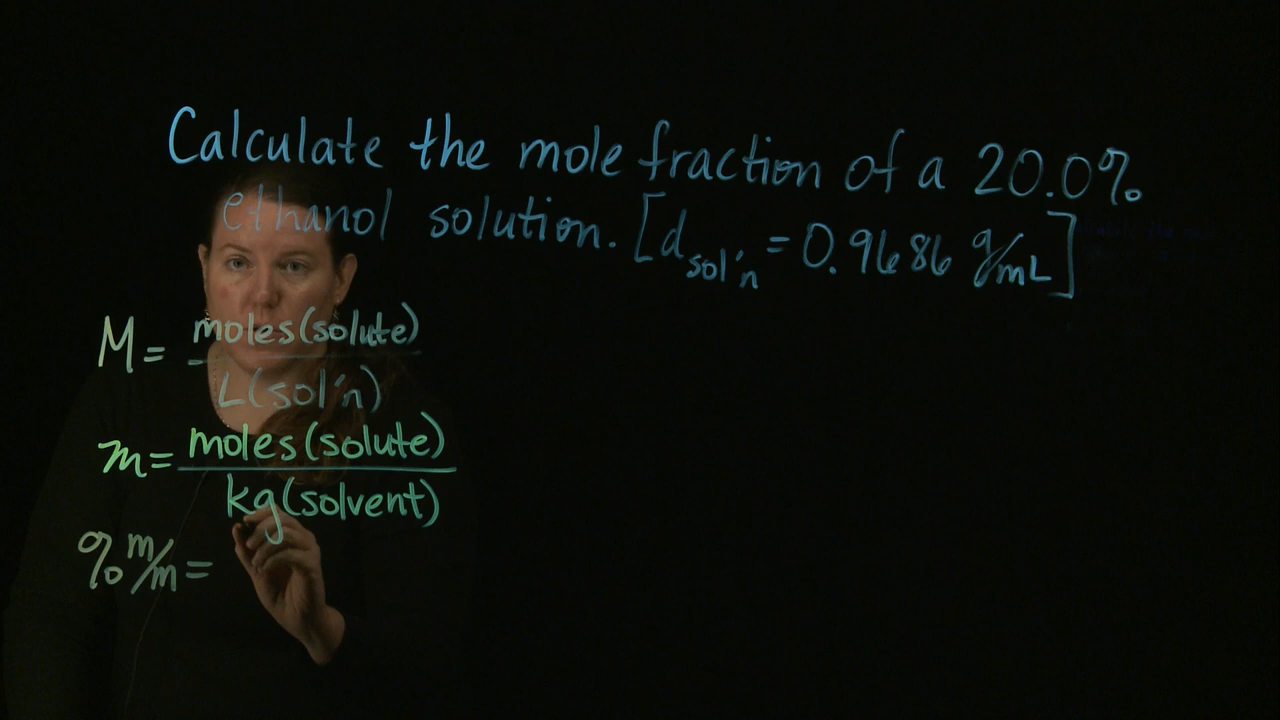 Calculate the mole fraction of a 20.0%
ethanol solution. [d sol'n = 0.9686 g/mL]
M = moles(solute)
L(sol'n)
m = moles(solute)
kg(solvent)
% m/m =